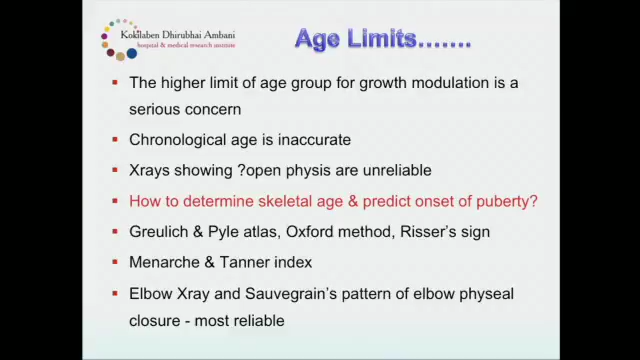 Kokilaben Dhirubhai Ambani
hospital & medical research institute
Age Limits.......
The higher limit of age group for growth modulation is a
serious concern
Chronological age is inaccurate
Xrays showing ?open physis are unreliable
How to determine skeletal age & predict onset of puberty?
Greulich & Pyle atlas, Oxford method, Risser's sign
Menarche & Tanner index
Elbow Xray and Sauvegrain's pattern of elbow physeal
closure - most reliable